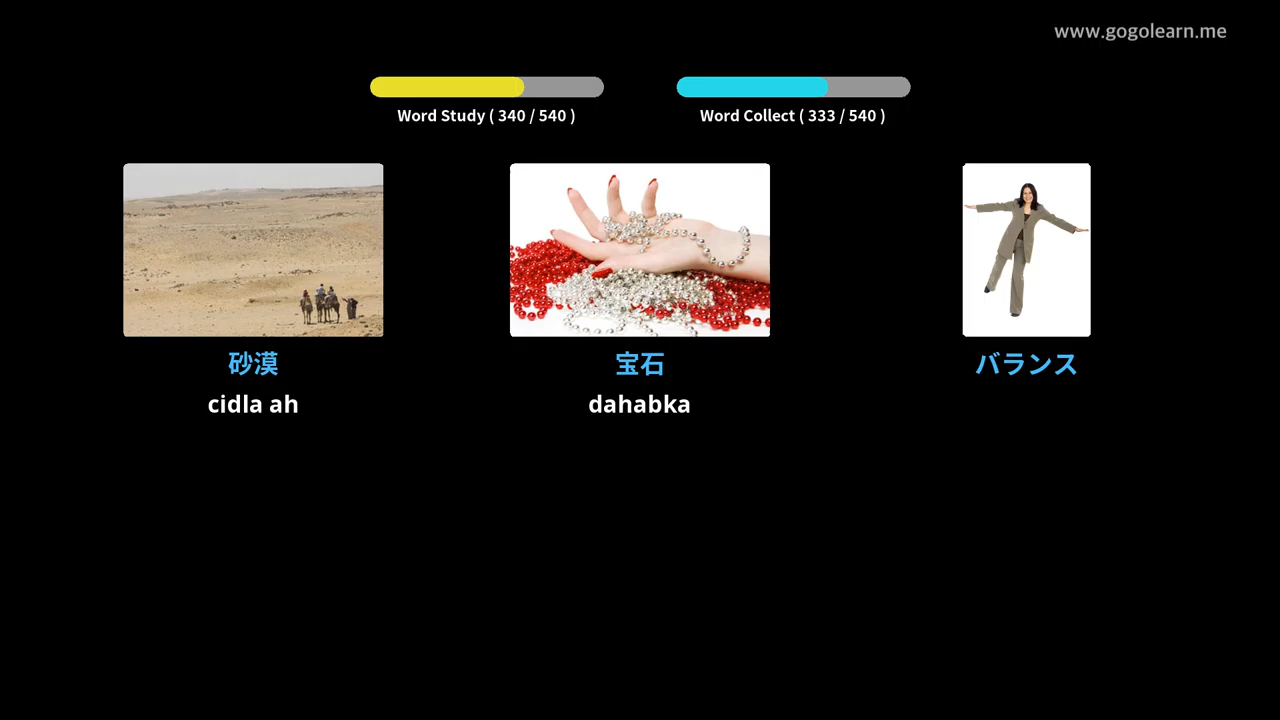 www.gogolearn.me
Word Study ( 340 / 540 )
Word Collect ( 333 / 540 )
砂漠
宝石
バランス
cidla ah
dahabka